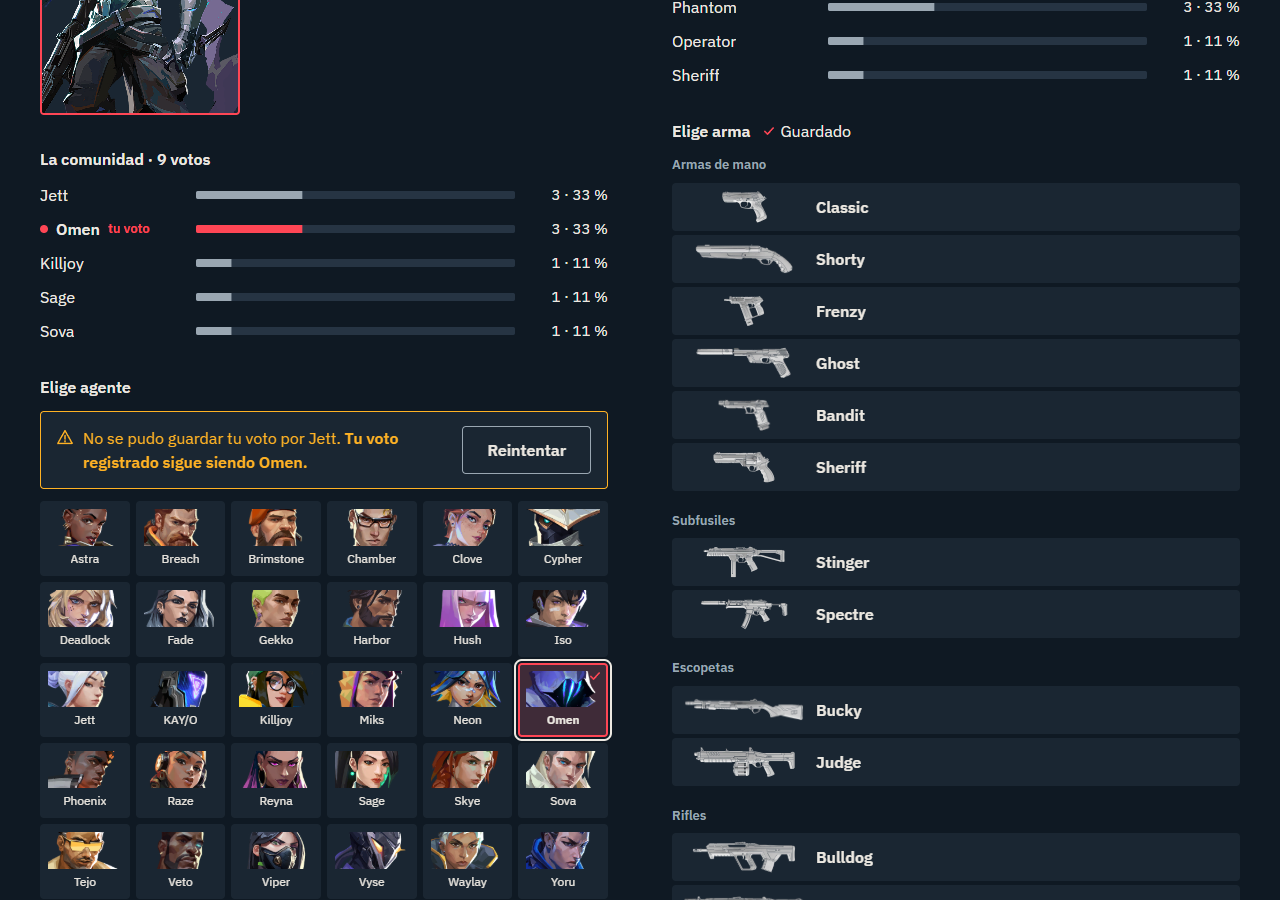 La comunidad · 9 votos
Jett 3 · 33 %
Omen tu voto 3 · 33 %
Killjoy 1 · 11 %
Sage 1 · 11 %
Sova 1 · 11 %
Elige agente
No se pudo guardar tu voto por Jett. Tu voto
registrado sigue siendo Omen.
Reintentar
Astra Breach Brimstone Chamber Clove Cypher
Deadlock Fade Gekko Harbor Hush Iso
Jett KAY/O Killjoy Miks Neon Omen
Phoenix Raze Reyna Sage Skye Sova
Tejo Veto Viper Vyse Waylay Yoru
Phantom 3 · 33 %
Operator 1 · 11 %
Sheriff 1 · 11 %
Elige arma Guardado
Armas de mano
Classic
Shorty
Frenzy
Ghost
Bandit
Sheriff
Subfusiles
Stinger
Spectre
Escopetas
Bucky
Judge
Rifles
Bulldog